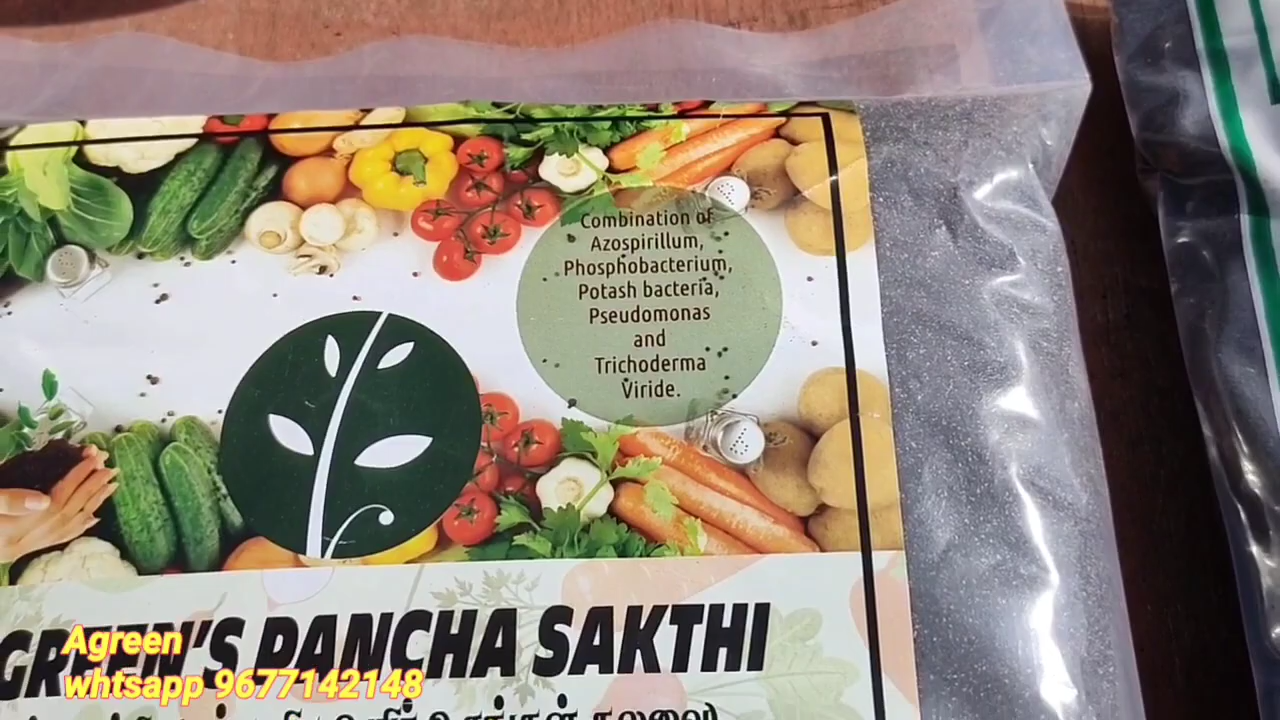 Combination of
Azospirillum,
Phosphobacterium,
Potash bacteria,
Pseudomonas
and
Trichoderma
Viride.
GREEN'S PANCHA SAKTHI
Agreen
whtsapp 9677142148